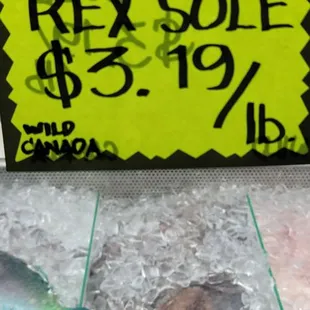 REX SOLE
$3.19/lb.
WILD
CANADA